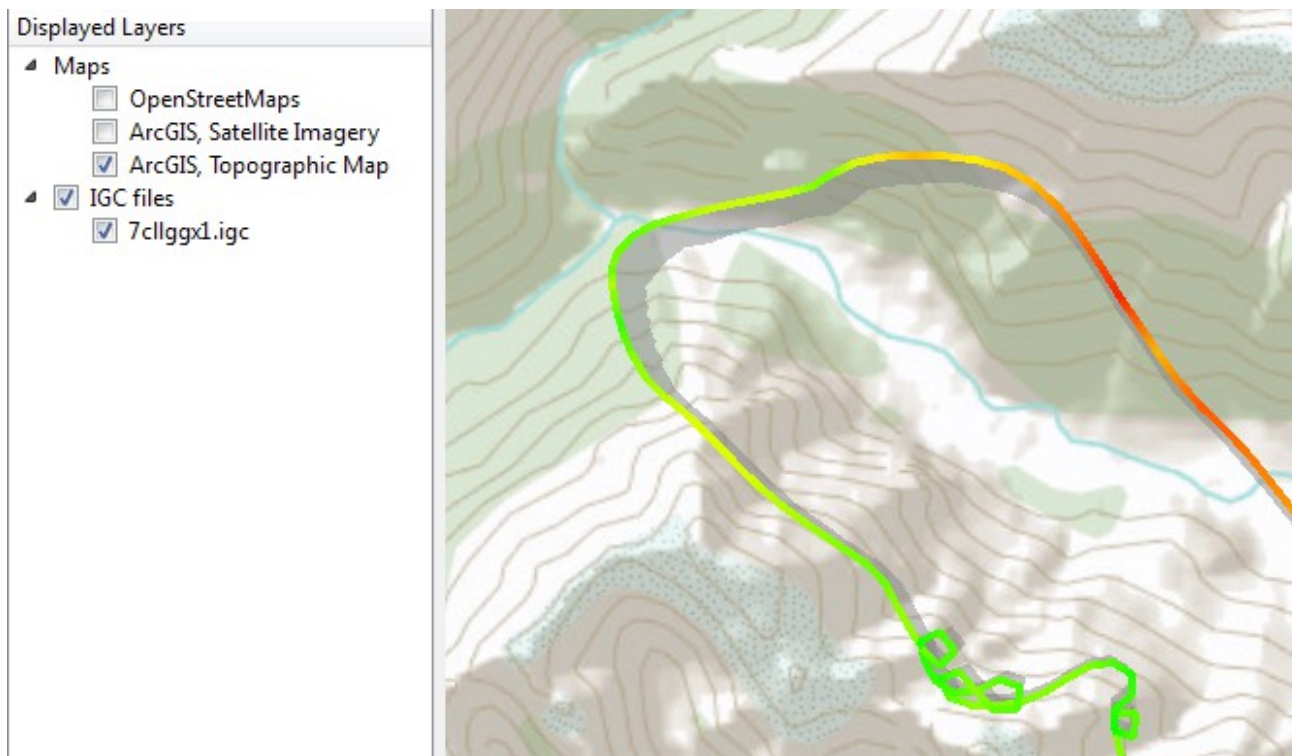 Displayed Layers
Maps
OpenStreetMaps
ArcGIS, Satellite Imagery
ArcGIS, Topographic Map
IGC files
7cllggx1.igc